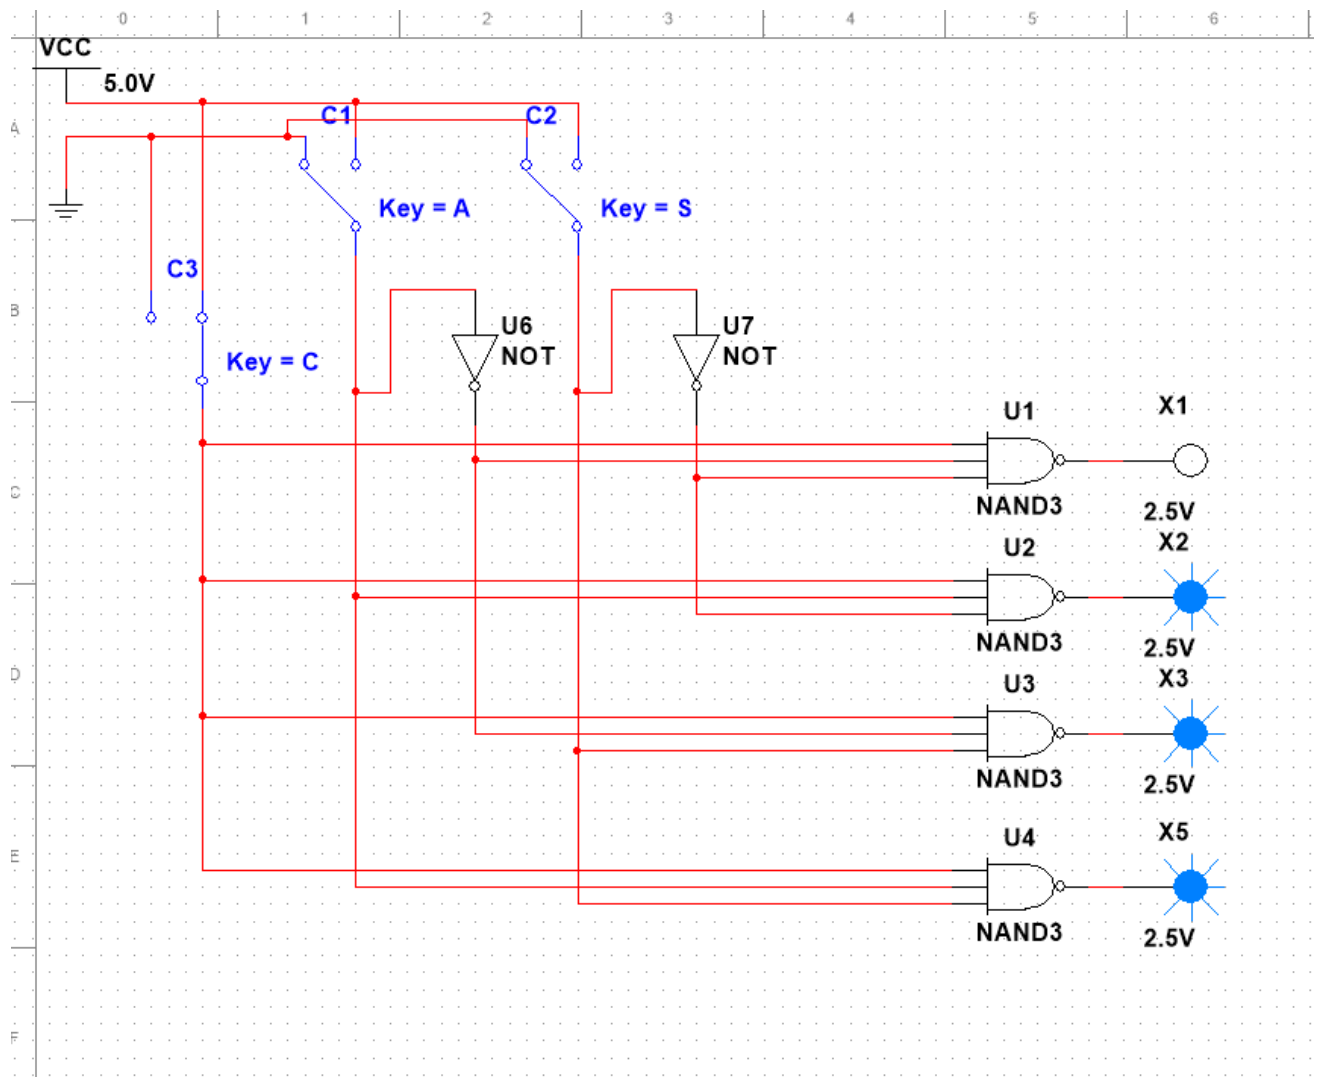 0 1 2 3 4 5 6
VCC
5.0V
A
C1
C2
Key = A
Key = S
C3
B
U6
NOT
U7
NOT
Key = C
U1
X1
C
NAND3
2.5V
U2
X2
NAND3
2.5V
D
U3
X3
NAND3
2.5V
U4
X5
E
NAND3
2.5V
F